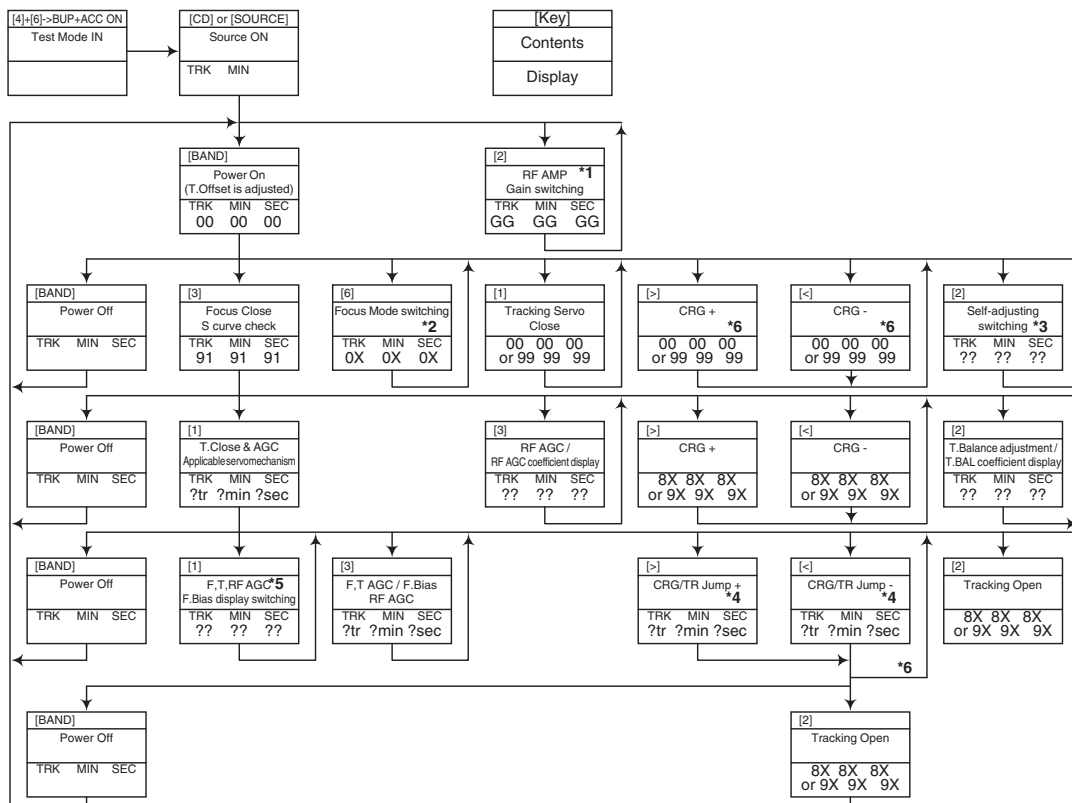 [4]+[6]->BUP+ACC ON
Test Mode IN
[CD] or [SOURCE]
Source ON
TRK MIN
[Key]
Contents
Display
[BAND]
Power On
(T.Offset is adjusted)
TRK MIN SEC
00 00 00
[2]
RF AMP *1
Gain switching
TRK MIN SEC
GG GG GG
[BAND]
Power Off
TRK MIN SEC
[3]
Focus Close
S curve check
TRK MIN SEC
91 91 91
[6]
Focus Mode switching
*2
TRK MIN SEC
0X 0X 0X
[1]
Tracking Servo
Close
00 00 00
or 99 99 99
[>]
CRG +
*6
00 00 00
or 99 99 99
[<]
CRG -
*6
00 00 00
or 99 99 99
[2]
Self-adjusting
switching *3
TRK MIN SEC
?? ?? ??
[BAND]
Power Off
TRK MIN SEC
[1]
T.Close & AGC
Applicable servomechanism
TRK MIN SEC
?tr ?min ?sec
[3]
RF AGC /
RF AGC coefficient display
TRK MIN SEC
?? ?? ??
[>]
CRG +
8X 8X 8X
or 9X 9X 9X
[<]
CRG -
8X 8X 8X
or 9X 9X 9X
[2]
T.Balance adjustment /
T.BAL coefficient display
TRK MIN SEC
?? ?? ??
[BAND]
Power Off
TRK MIN SEC
[1]
F,T,RF AGC *5
F.Bias display switching
TRK MIN SEC
?? ?? ??
[3]
F,T AGC / F.Bias
RF AGC
TRK MIN SEC
?tr ?min ?sec
[>]
CRG/TR Jump +
*4
TRK MIN SEC
?tr ?min ?sec
[<]
CRG/TR Jump -
*4
TRK MIN SEC
?tr ?min ?sec
[2]
Tracking Open
8X 8X 8X
or 9X 9X 9X
*6
[BAND]
Power Off
TRK MIN SEC
[2]
Tracking Open
8X 8X 8X
or 9X 9X 9X